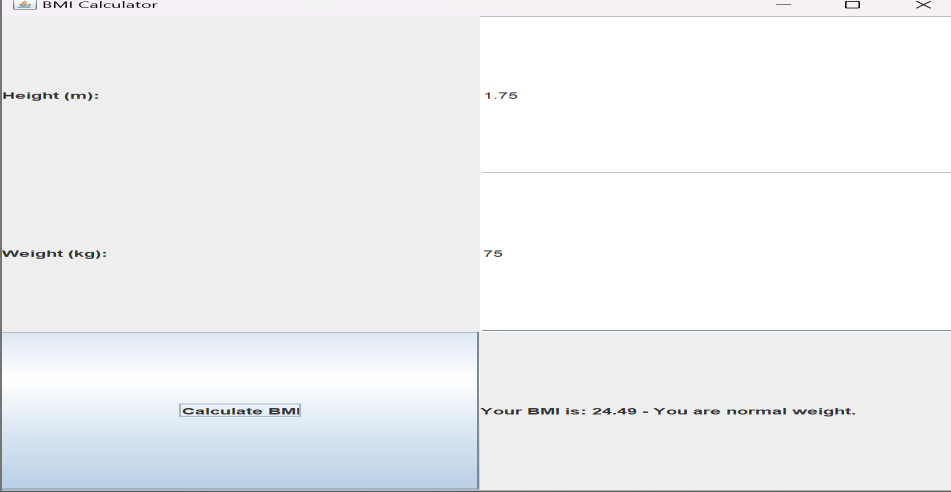 BMI Calculator
Height (m):
1.75
Weight (kg):
75
Calculate BMI
Your BMI is: 24.49 - You are normal weight.